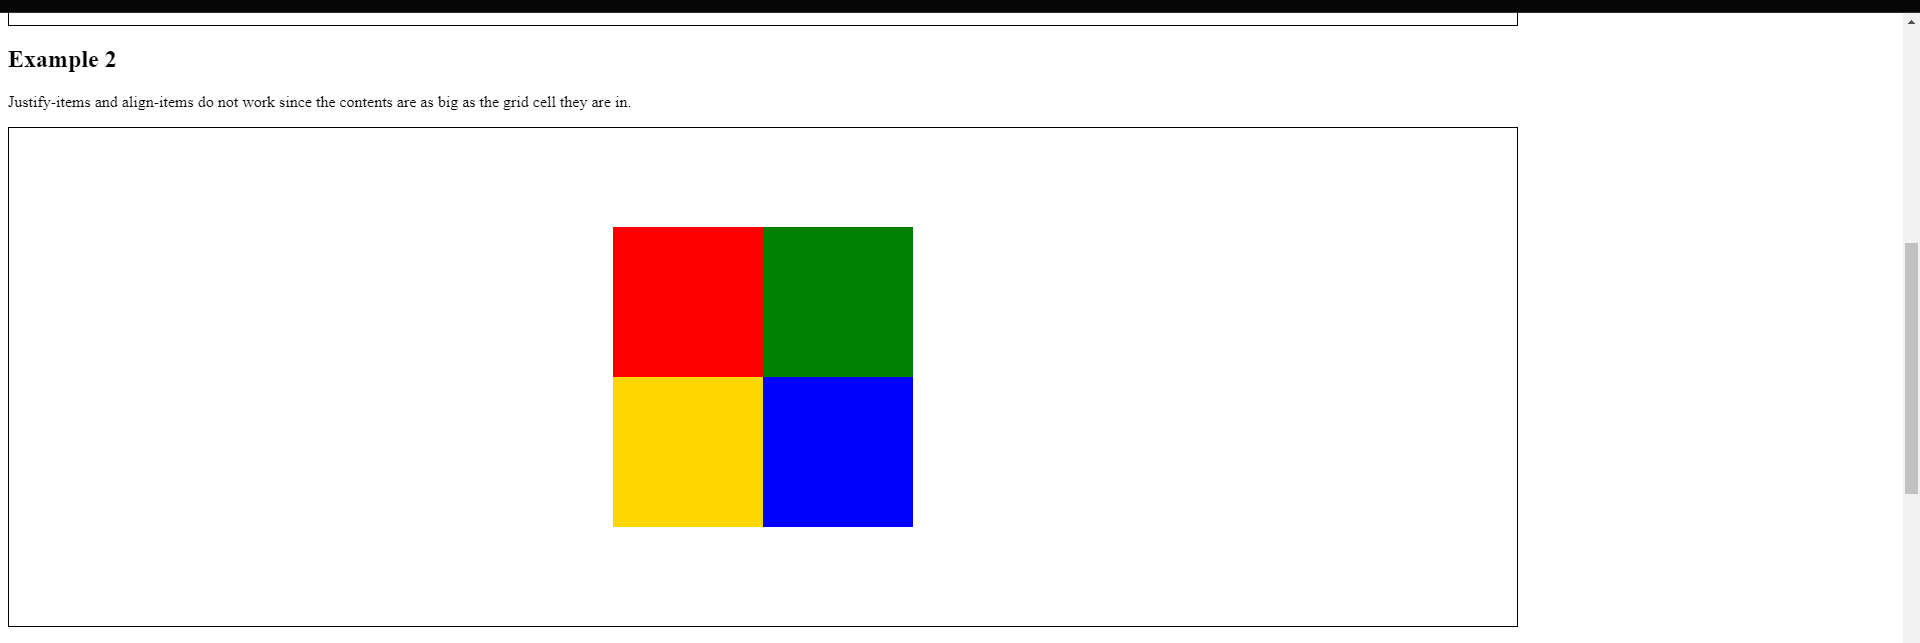 Example 2
Justify-items and align-items do not work since the contents are as big as the grid cell they are in.